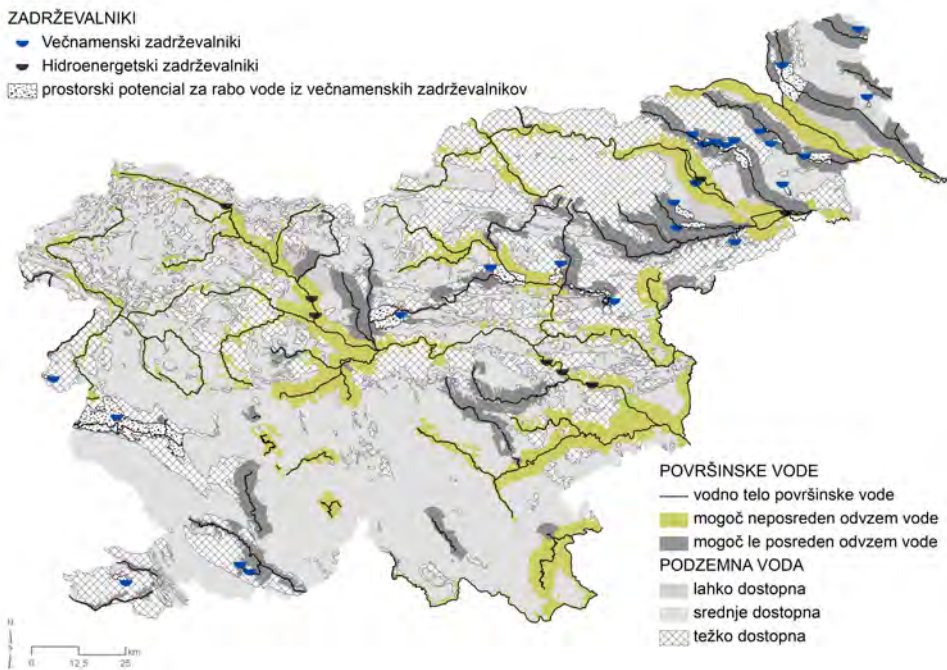 ZADRŽEVALNIKI
Večnamenski zadrževalniki
Hidroenergetski zadrževalniki
prostorski potencial za rabo vode iz večnamenskih zadrževalnikov
POVRŠINSKE VODE
vodno telo površinske vode
mogoč neposreden odvzem vode
mogoč le posreden odvzem vode
PODZEMNA VODA
lahko dostopna
srednje dostopna
težko dostopna
N
km
0 12,5 25